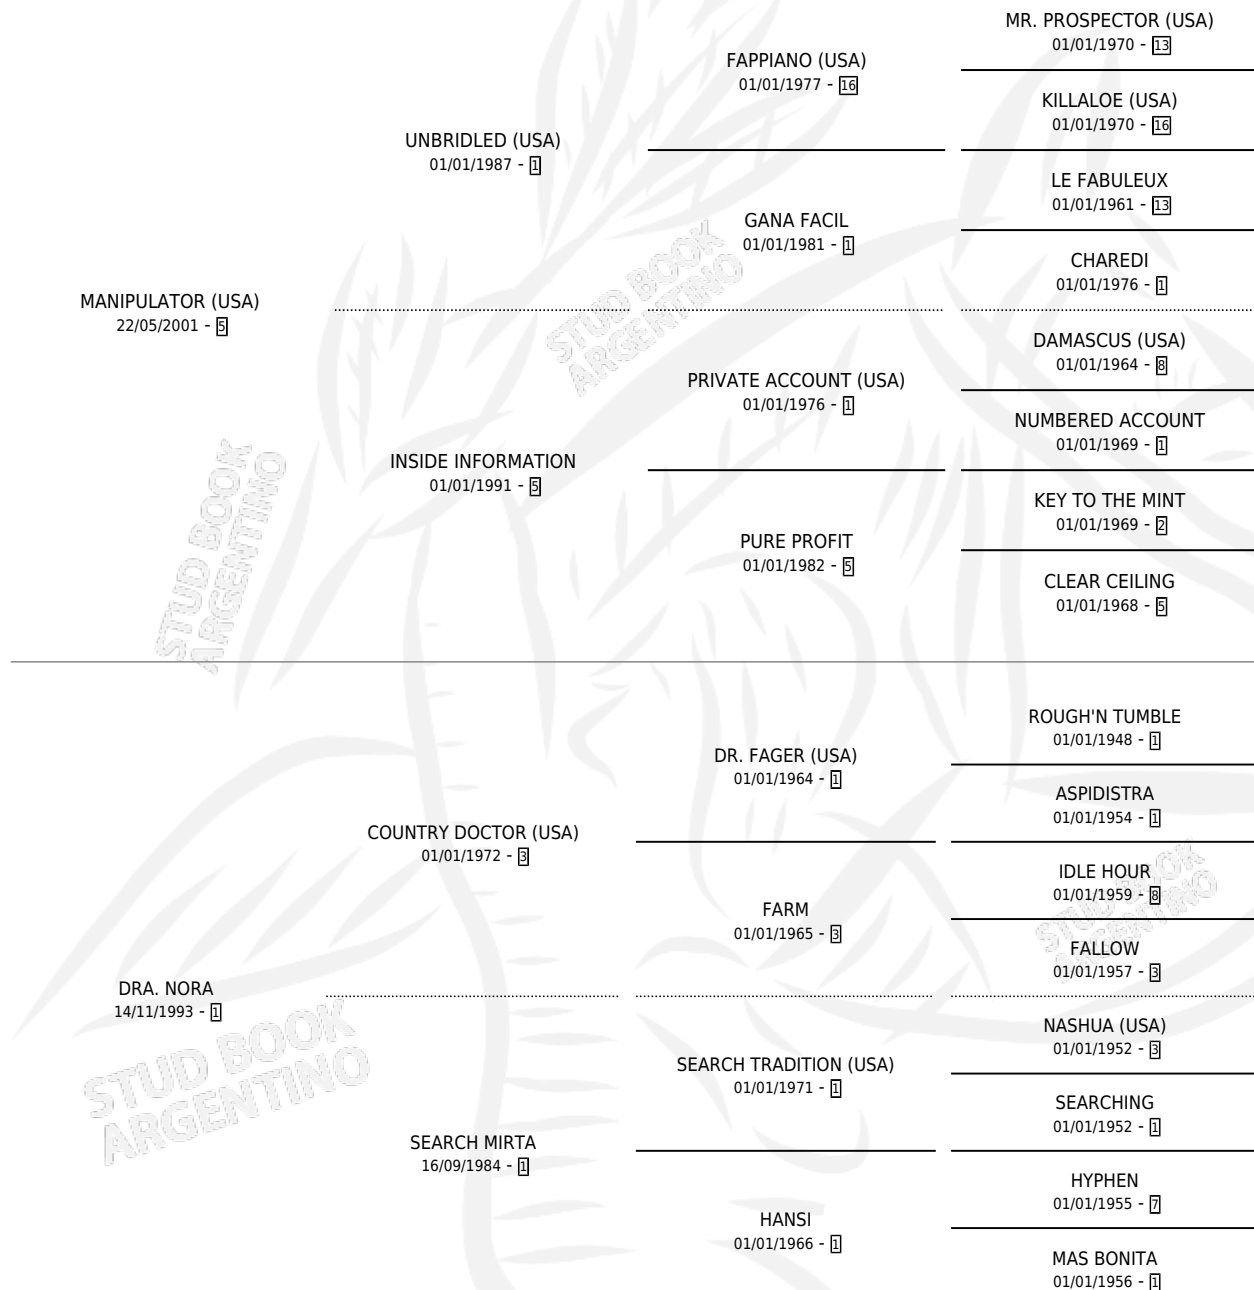 MR. PROSPECTOR (USA)
01/01/1970 - 13
FAPPIANO (USA)
01/01/1977 - 16
KILLALOE (USA)
01/01/1970 - 16
UNBRIDLED (USA)
01/01/1987 - 1
LE FABULEUX
01/01/1961 - 13
GANA FACIL
01/01/1981 - 1
CHAREDI
01/01/1976 - 1
MANIPULATOR (USA)
22/05/2001 - 5
STUD BOOK
ARGENTINO
DAMASCUS (USA)
01/01/1964 - 8
PRIVATE ACCOUNT (USA)
01/01/1976 - 1
NUMBERED ACCOUNT
01/01/1969 - 1
INSIDE INFORMATION
01/01/1991 - 5
KEY TO THE MINT
01/01/1969 - 2
PURE PROFIT
01/01/1982 - 5
CLEAR CEILING
01/01/1968 - 5
STUD BOOK
ARGENTINO
ROUGH'N TUMBLE
01/01/1948 - 1
DR. FAGER (USA)
01/01/1964 - 1
ASPIDISTRA
01/01/1954 - 1
COUNTRY DOCTOR (USA)
01/01/1972 - 3
IDLE HOUR
01/01/1959 - 8
FARM
01/01/1965 - 3
FALLOW
01/01/1957 - 3
STUD BOOK
ARGENTINO
DRA. NORA
14/11/1993 - 1
NASHUA (USA)
01/01/1952 - 3
SEARCH TRADITION (USA)
01/01/1971 - 1
SEARCHING
01/01/1952 - 1
STUD BOOK
ARGENTINO
SEARCH MIRTA
16/09/1984 - 1
HYPHEN
01/01/1955 - 7
HANSI
01/01/1966 - 1
MAS BONITA
01/01/1956 - 1